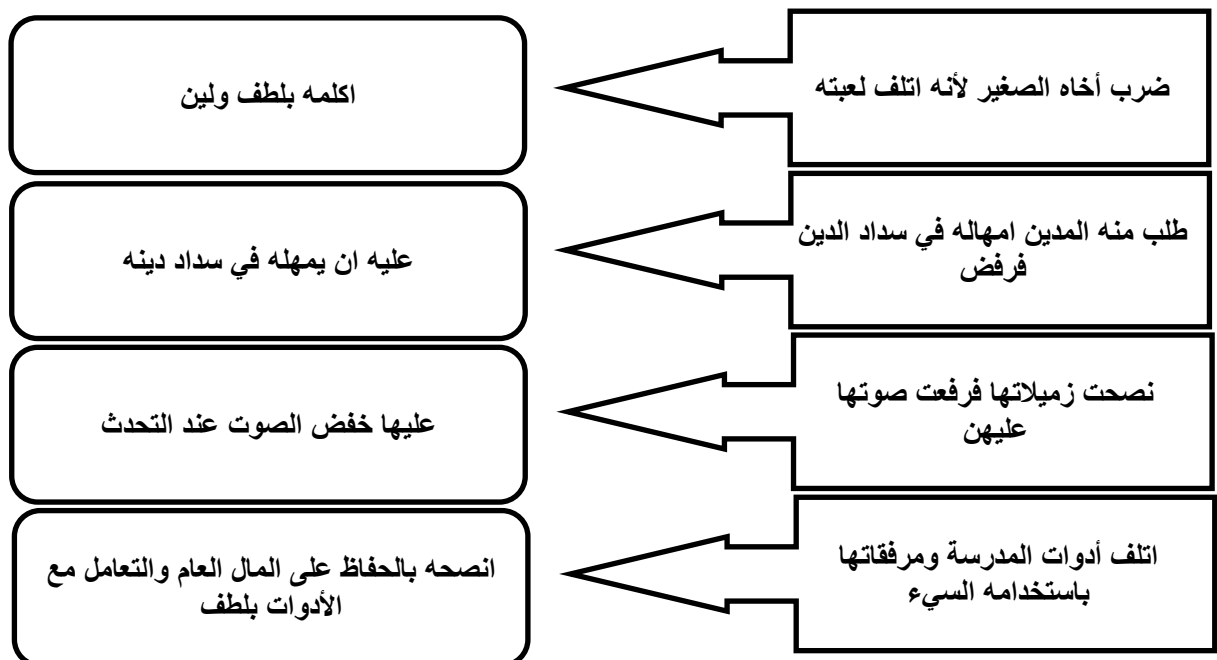 ضرب أخاه الصغير لأنه اتلف لعبته
اكلمه بلطف ولين
طلب منه المدين امهاله في سداد الدين
فرفض
عليه ان يمهله في سداد دينه
نصحت زميلاتها فرفعت صوتها
عليهن
عليها خفض الصوت عند التحدث
اتلف أدوات المدرسة ومرفقاتها
باستخدامه السيء
انصحه بالحفاظ على المال العام والتعامل مع
الأدوات بلطف